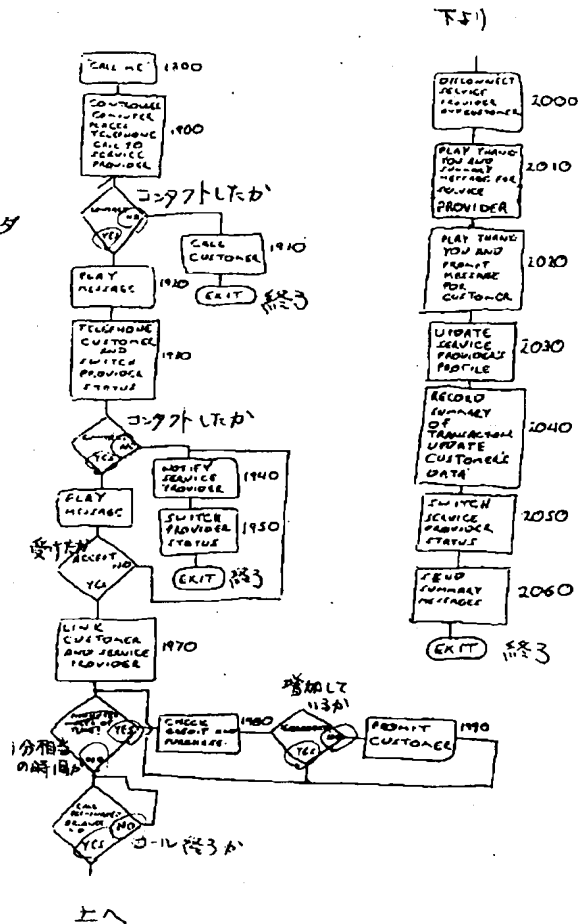 "CALL ME" 1200
CONTROLLER
COMPUTER
PLACES
TELEPHONE
CALL TO
SERVICE
PROVIDER
1900
コンタクトしたか
NO
YES
CALL
CUSTOMER
1910
EXIT 終了
PLAY
MESSAGE
1920
TELEPHONE
CUSTOMER
AND
SWITCH
PROVIDER
STATUS
1930
コンタクトしたか
NO
YES
NOTIFY
SERVICE
PROVIDER
1940
SWITCH
PROVIDER
STATUS
1950
EXIT 終了
PLAY
MESSAGE
受けたか
ACCEPT
NO
YES
LINK
CUSTOMER
AND SERVICE
PROVIDER
1970
YES
NO
1分相当
の時間か
CHECK
CREDIT AND
PURCHASE.
1980
増加して
いるか
YES
PROMPT
CUSTOMER
1990
CALL
NO
YES
コール終了か
上へ
下より
DISCONNECT
SERVICE
PROVIDER
2000
PLAY THANK
YOU AND
SUMMARY
MESSAGE FOR
SERVICE
PROVIDER
2010
PLAY THANK
YOU AND
PROMPT
MESSAGE
FOR
CUSTOMER
2020
UPDATE
SERVICE
PROVIDER'S
PROFILE
2030
RECORD
SUMMARY
OF
TRANSACTION
UPDATE
CUSTOMER'S
DATA
2040
SWITCH
SERVICE
PROVIDER
STATUS
2050
SEND
SUMMARY
MESSAGES
2060
EXIT 終了